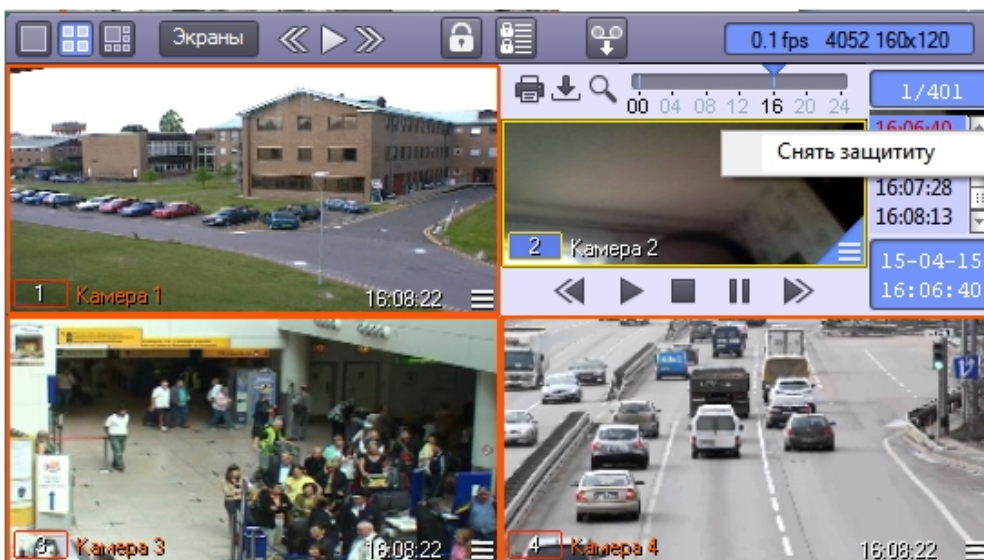 Экраны
0.1 fps 4052 160x120
00 04 08 12 16 20 24
1/401
16:06:40
Снять защититу
16:07:28
16:08:13
2 Камера 2
15-04-15
16:06:40
1 Камера 1 16:08:22
3 Камера 3 16:08:22
4 Камера 4 16:08:22